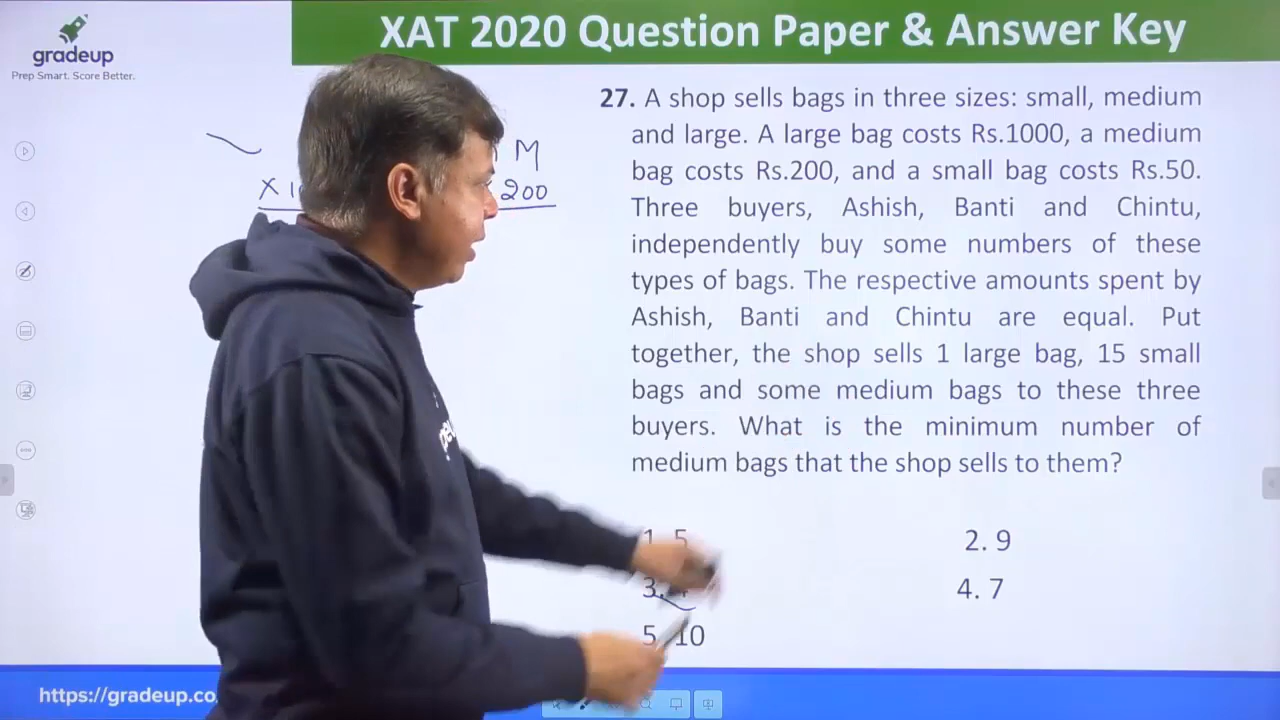 gradeup
Prep Smart. Score Better.
XAT 2020 Question Paper & Answer Key
M
200
27. A shop sells bags in three sizes: small, medium
and large. A large bag costs Rs.1000, a medium
bag costs Rs.200, and a small bag costs Rs.50.
Three buyers, Ashish, Banti and Chintu,
independently buy some numbers of these
types of bags. The respective amounts spent by
Ashish, Banti and Chintu are equal. Put
together, the shop sells 1 large bag, 15 small
bags and some medium bags to these three
buyers. What is the minimum number of
medium bags that the shop sells to them?
1. 5
2. 9
3.
4. 7
5. 10
https://gradeup.co